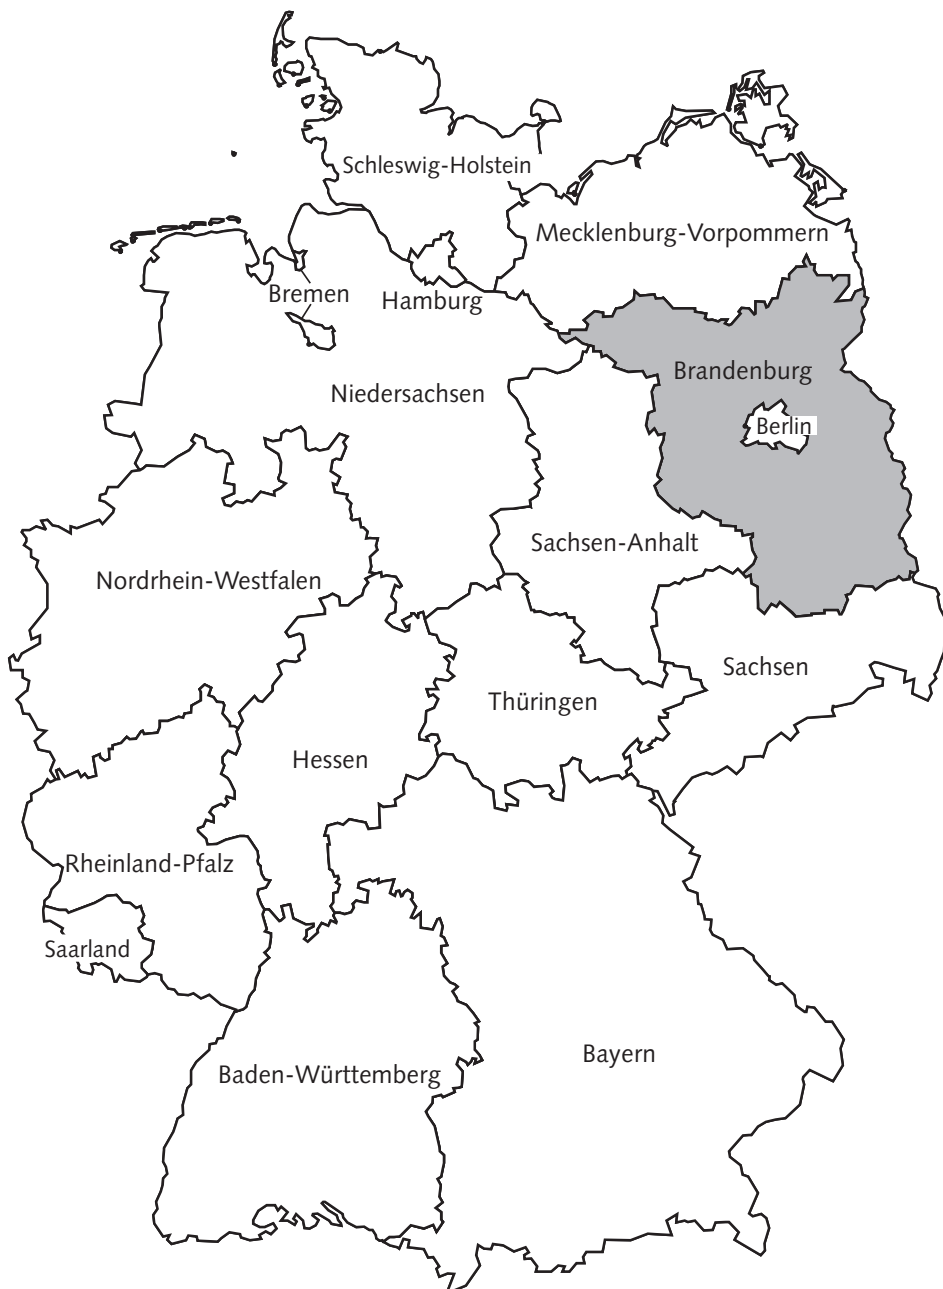 Schleswig-Holstein
Mecklenburg-Vorpommern
Bremen
Hamburg
Brandenburg
Niedersachsen
Berlin
Sachsen-Anhalt
Nordrhein-Westfalen
Sachsen
Thüringen
Hessen
Rheinland-Pfalz
Saarland
Bayern
Baden-Württemberg